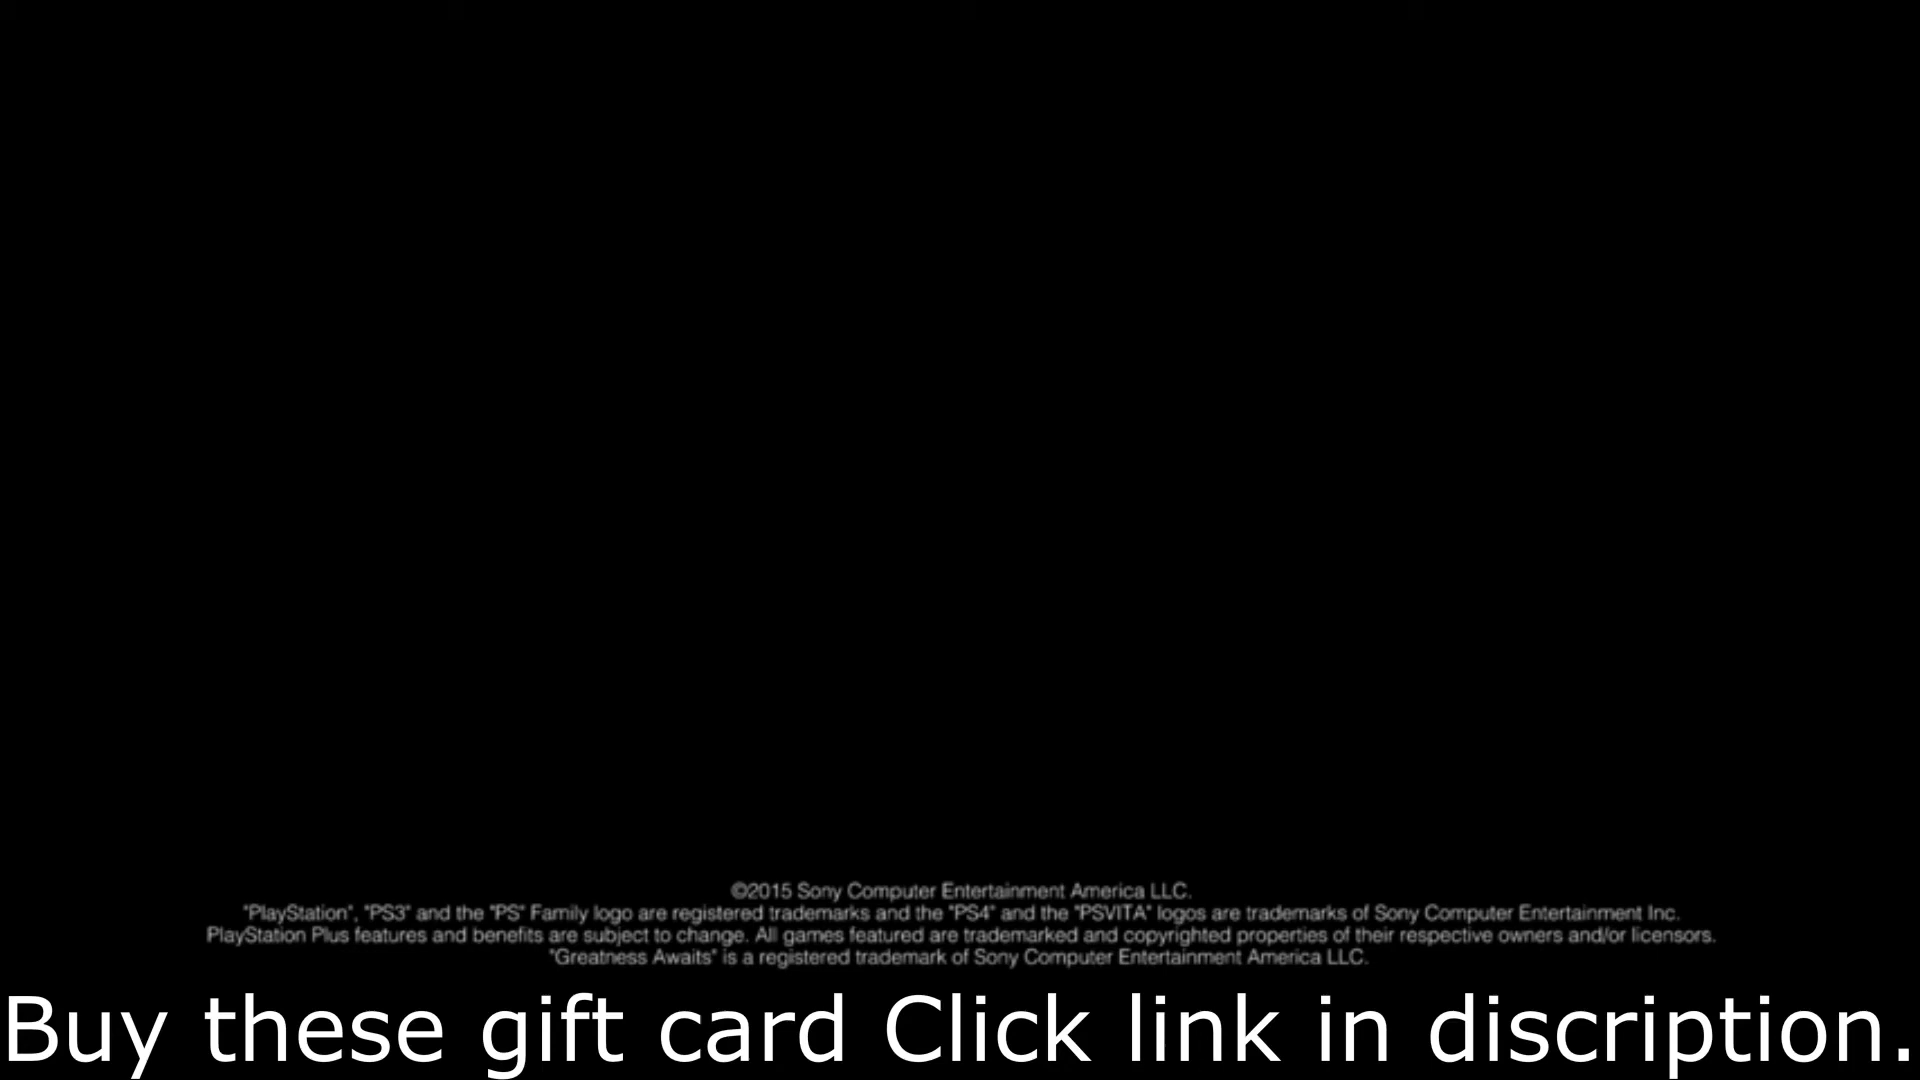 ©2015 Sony Computer Entertainment America LLC.
"PlayStation", "PS3" and the "PS" Family logo are registered trademarks and the "PS4" and the "PSVITA" logos are trademarks of Sony Computer Entertainment Inc.
PlayStation Plus features and benefits are subject to change. All games featured are trademarked and copyrighted properties of their respective owners and/or licensors.
"Greatness Awaits" is a registered trademark of Sony Computer Entertainment America LLC.
Buy these gift card Click link in discription.